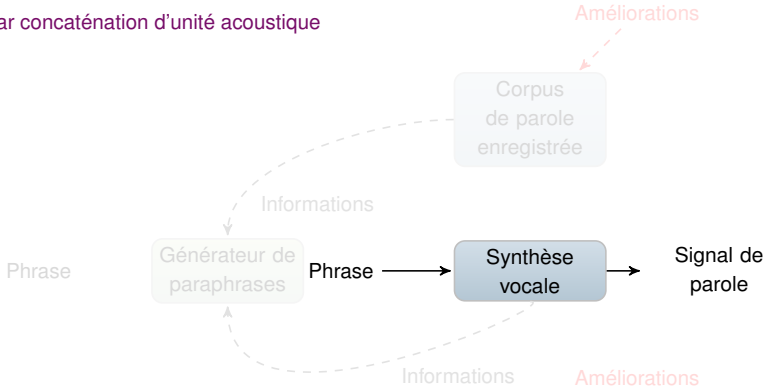 ar concaténation d'unité acoustique
Améliorations
Corpus
de parole
enregistrée
Informations
Phrase
Générateur de
paraphrases
Phrase
Synthèse
vocale
Signal de
parole
Informations
Améliorations